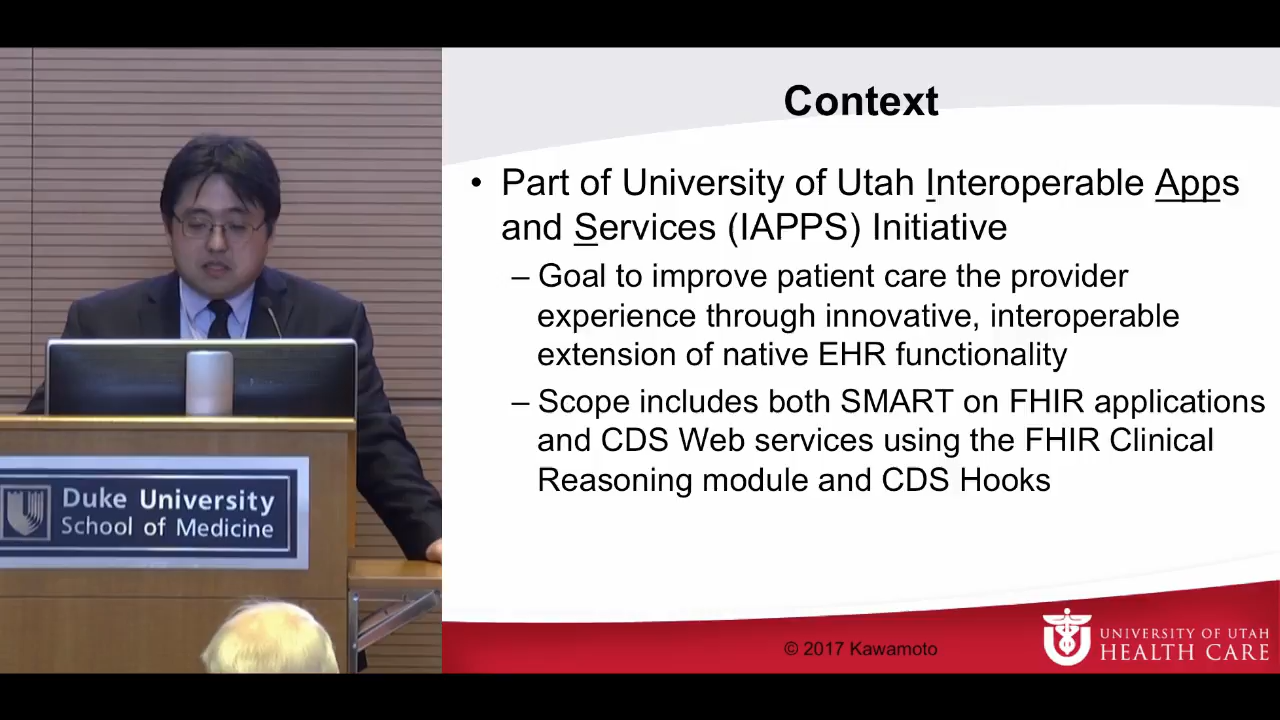 Context
• Part of University of Utah Interoperable Apps
and Services (IAPPS) Initiative
– Goal to improve patient care the provider
experience through innovative, interoperable
extension of native EHR functionality
– Scope includes both SMART on FHIR applications
and CDS Web services using the FHIR Clinical
Reasoning module and CDS Hooks
Duke University
School of Medicine
© 2017 Kawamoto
UNIVERSITY OF UTAH
HEALTH CARE